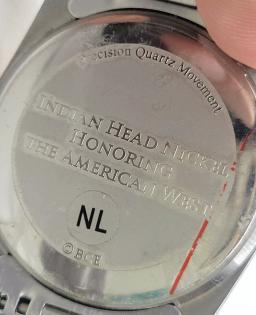 Precision Quartz Movement
INDIAN HEAD NICKEL
HONORING
THE AMERICAN WEST
NL
© BCE